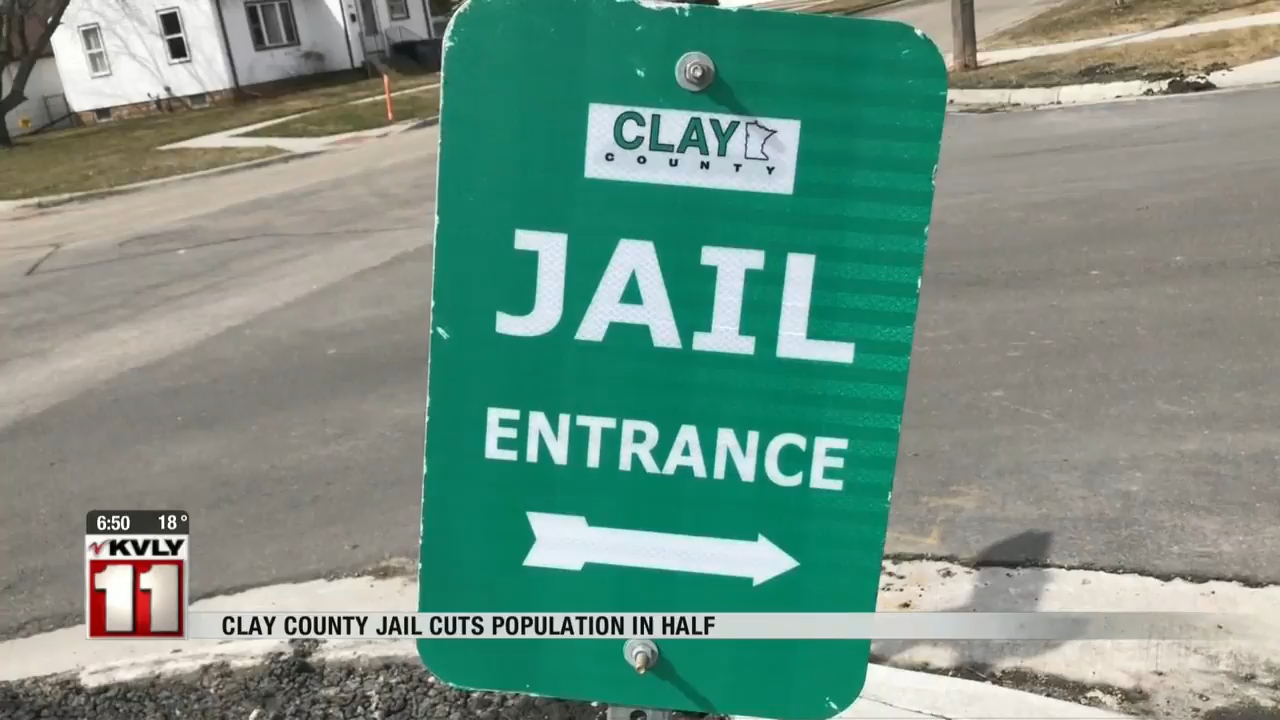 CLAY
COUNTY
JAIL
ENTRANCE
6:50 18°
KVLY
11
CLAY COUNTY JAIL CUTS POPULATION IN HALF